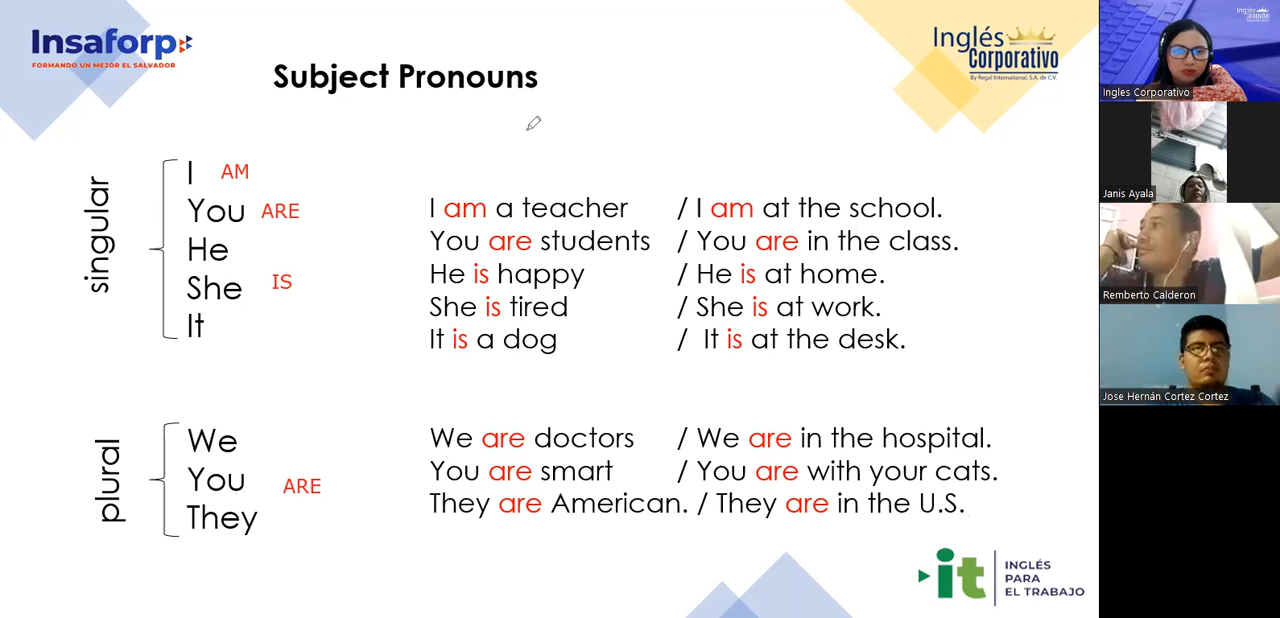 Insaforp
FORMANDO UN MEJOR EL SALVADOR
Inglés
Corporativo
By Regal International, S.A. de C.V.
Subject Pronouns
singular
I AM
You ARE
He
She IS
It
I am a teacher / I am at the school.
You are students / You are in the class.
He is happy / He is at home.
She is tired / She is at work.
It is a dog / It is at the desk.
plural
We
You ARE
They
We are doctors / We are in the hospital.
You are smart / You are with your cats.
They are American. / They are in the U.S.
it
INGLÉS
PARA
EL TRABAJO
Inglés
Corporativo
Ingles Corporativo
Janis Ayala
Remberto Calderon
Jose Hernán Cortez Cortez